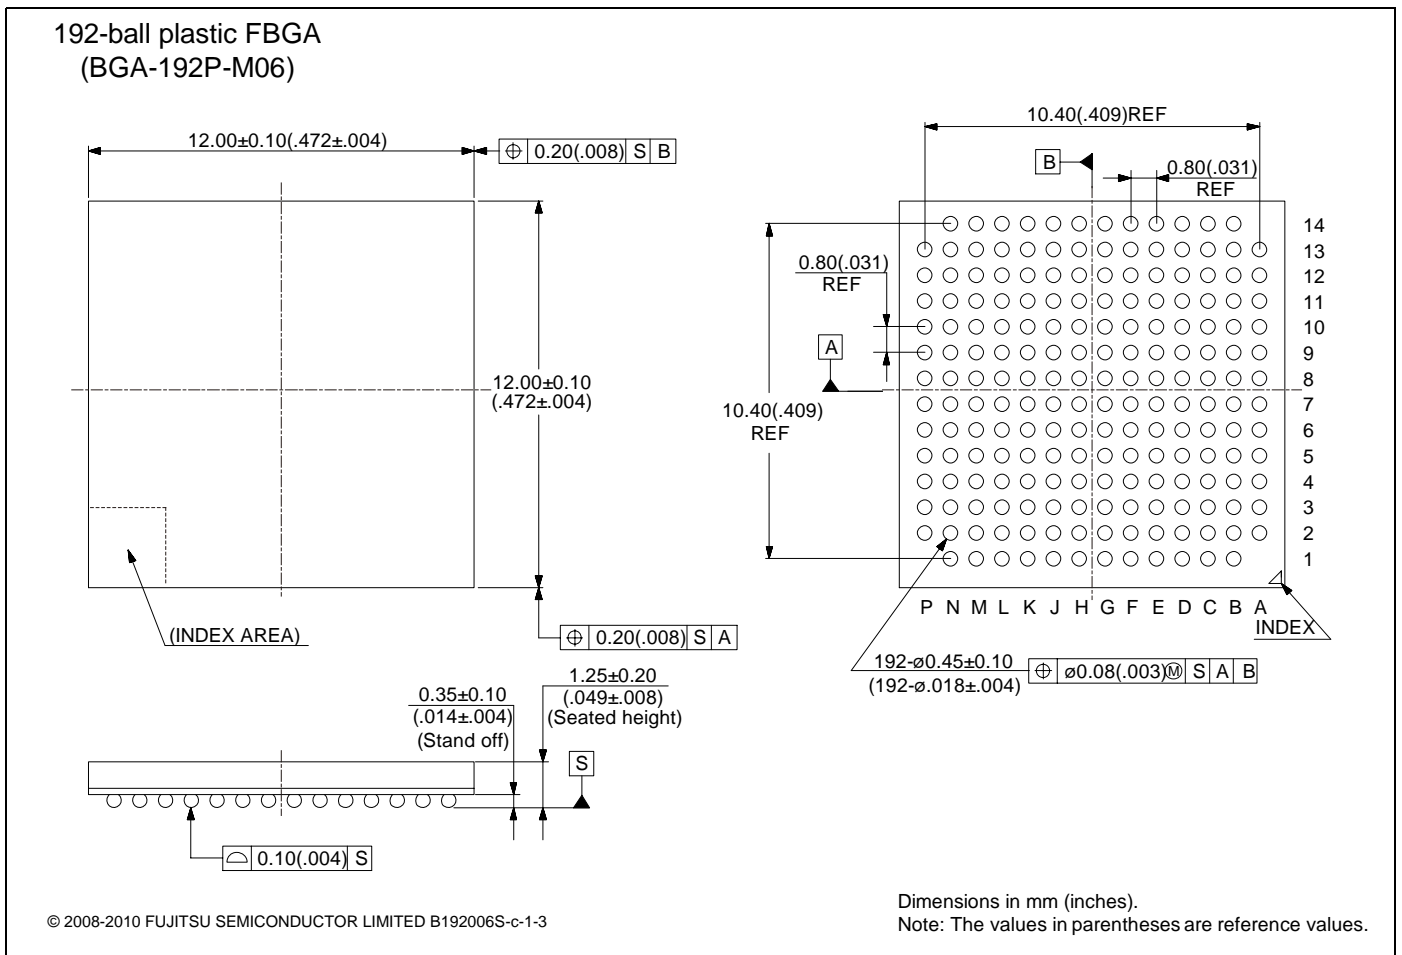 192-ball plastic FBGA
(BGA-192P-M06)
12.00±0.10(.472±.004)
⌖ 0.20(.008) S B
12.00±0.10
(.472±.004)
(INDEX AREA)
⌖ 0.20(.008) S A
10.40(.409)REF
B
0.80(.031)
REF
0.80(.031)
REF
A
10.40(.409)
REF
14
13
12
11
10
9
8
7
6
5
4
3
2
1
P N M L K J H G F E D C B A
INDEX
192-ø0.45±0.10
(192-ø.018±.004)
⌖ ø0.08(.003)Ⓜ S A B
0.35±0.10
(.014±.004)
(Stand off)
1.25±0.20
(.049±.008)
(Seated height)
S
⌓ 0.10(.004) S
© 2008-2010 FUJITSU SEMICONDUCTOR LIMITED B192006S-c-1-3
Dimensions in mm (inches).
Note: The values in parentheses are reference values.